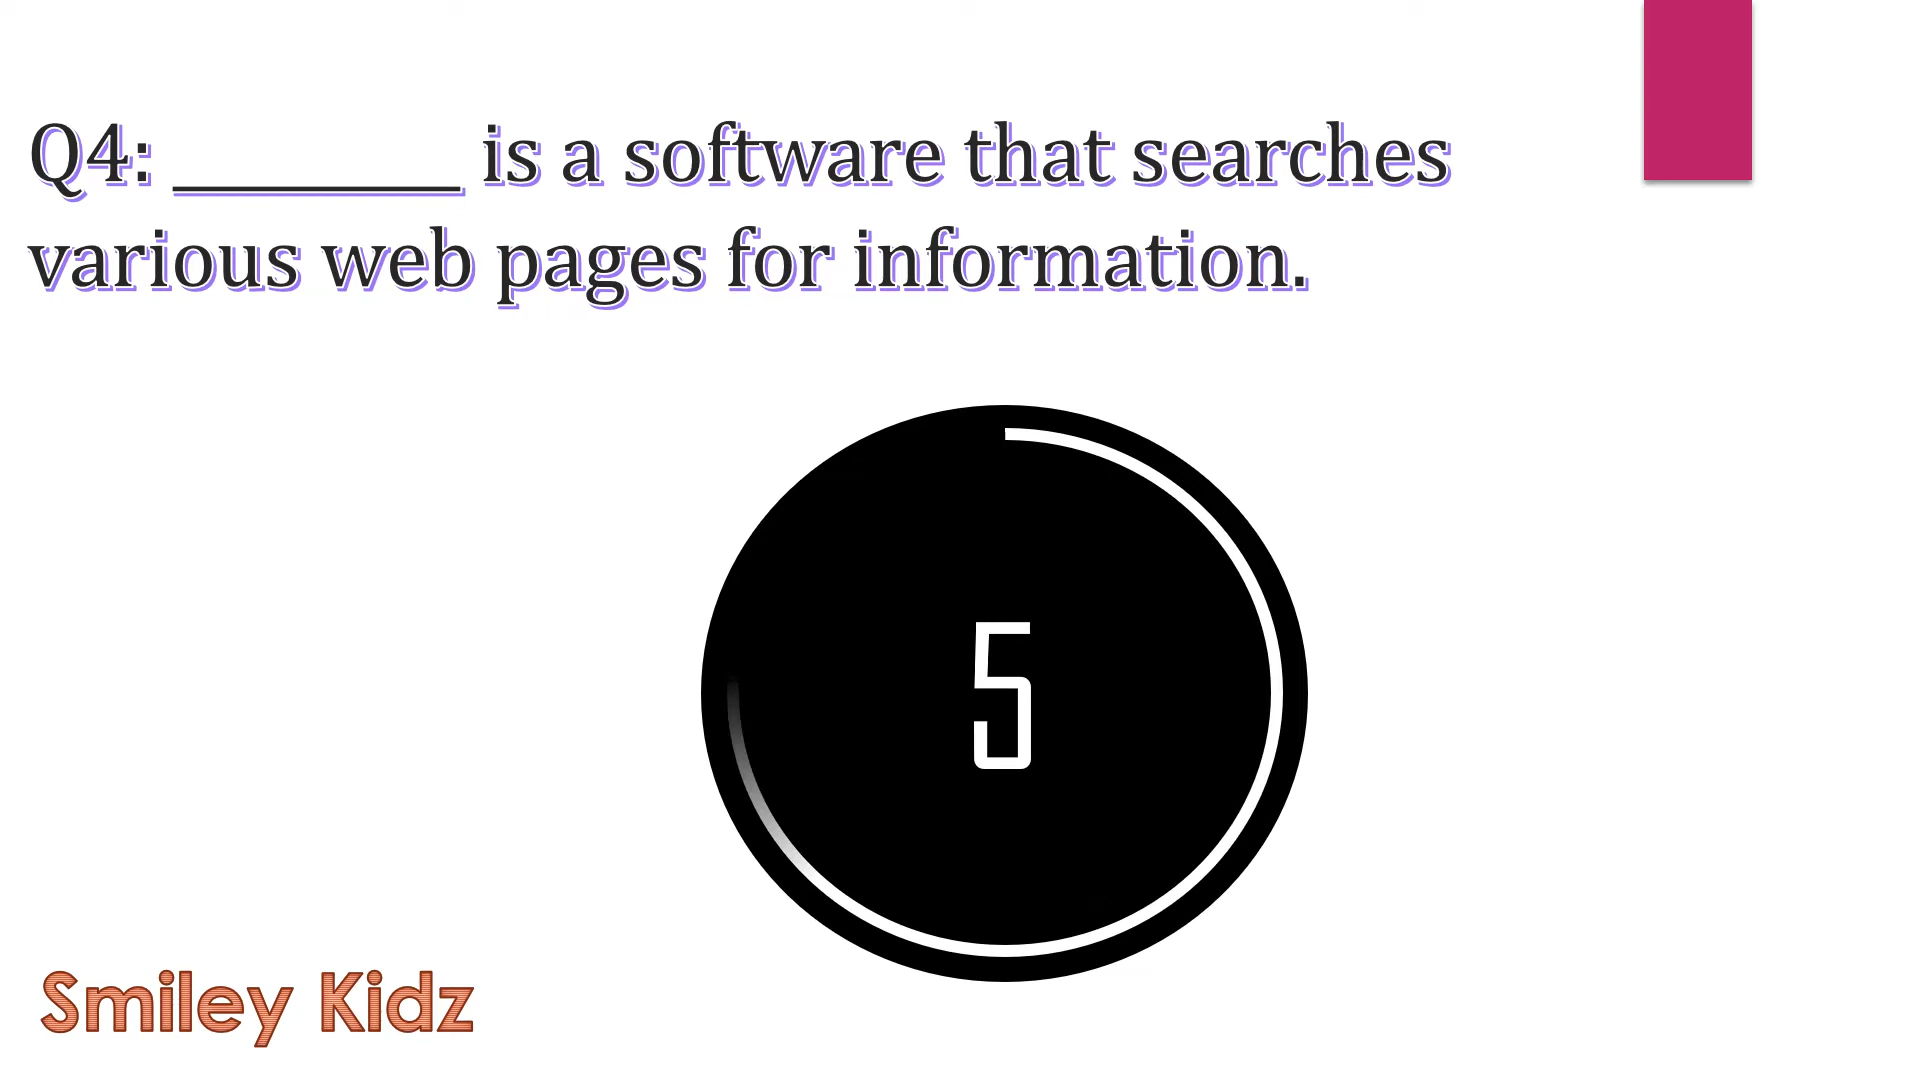 Q4: ________ is a software that searches
various web pages for information.
5
Smiley Kidz